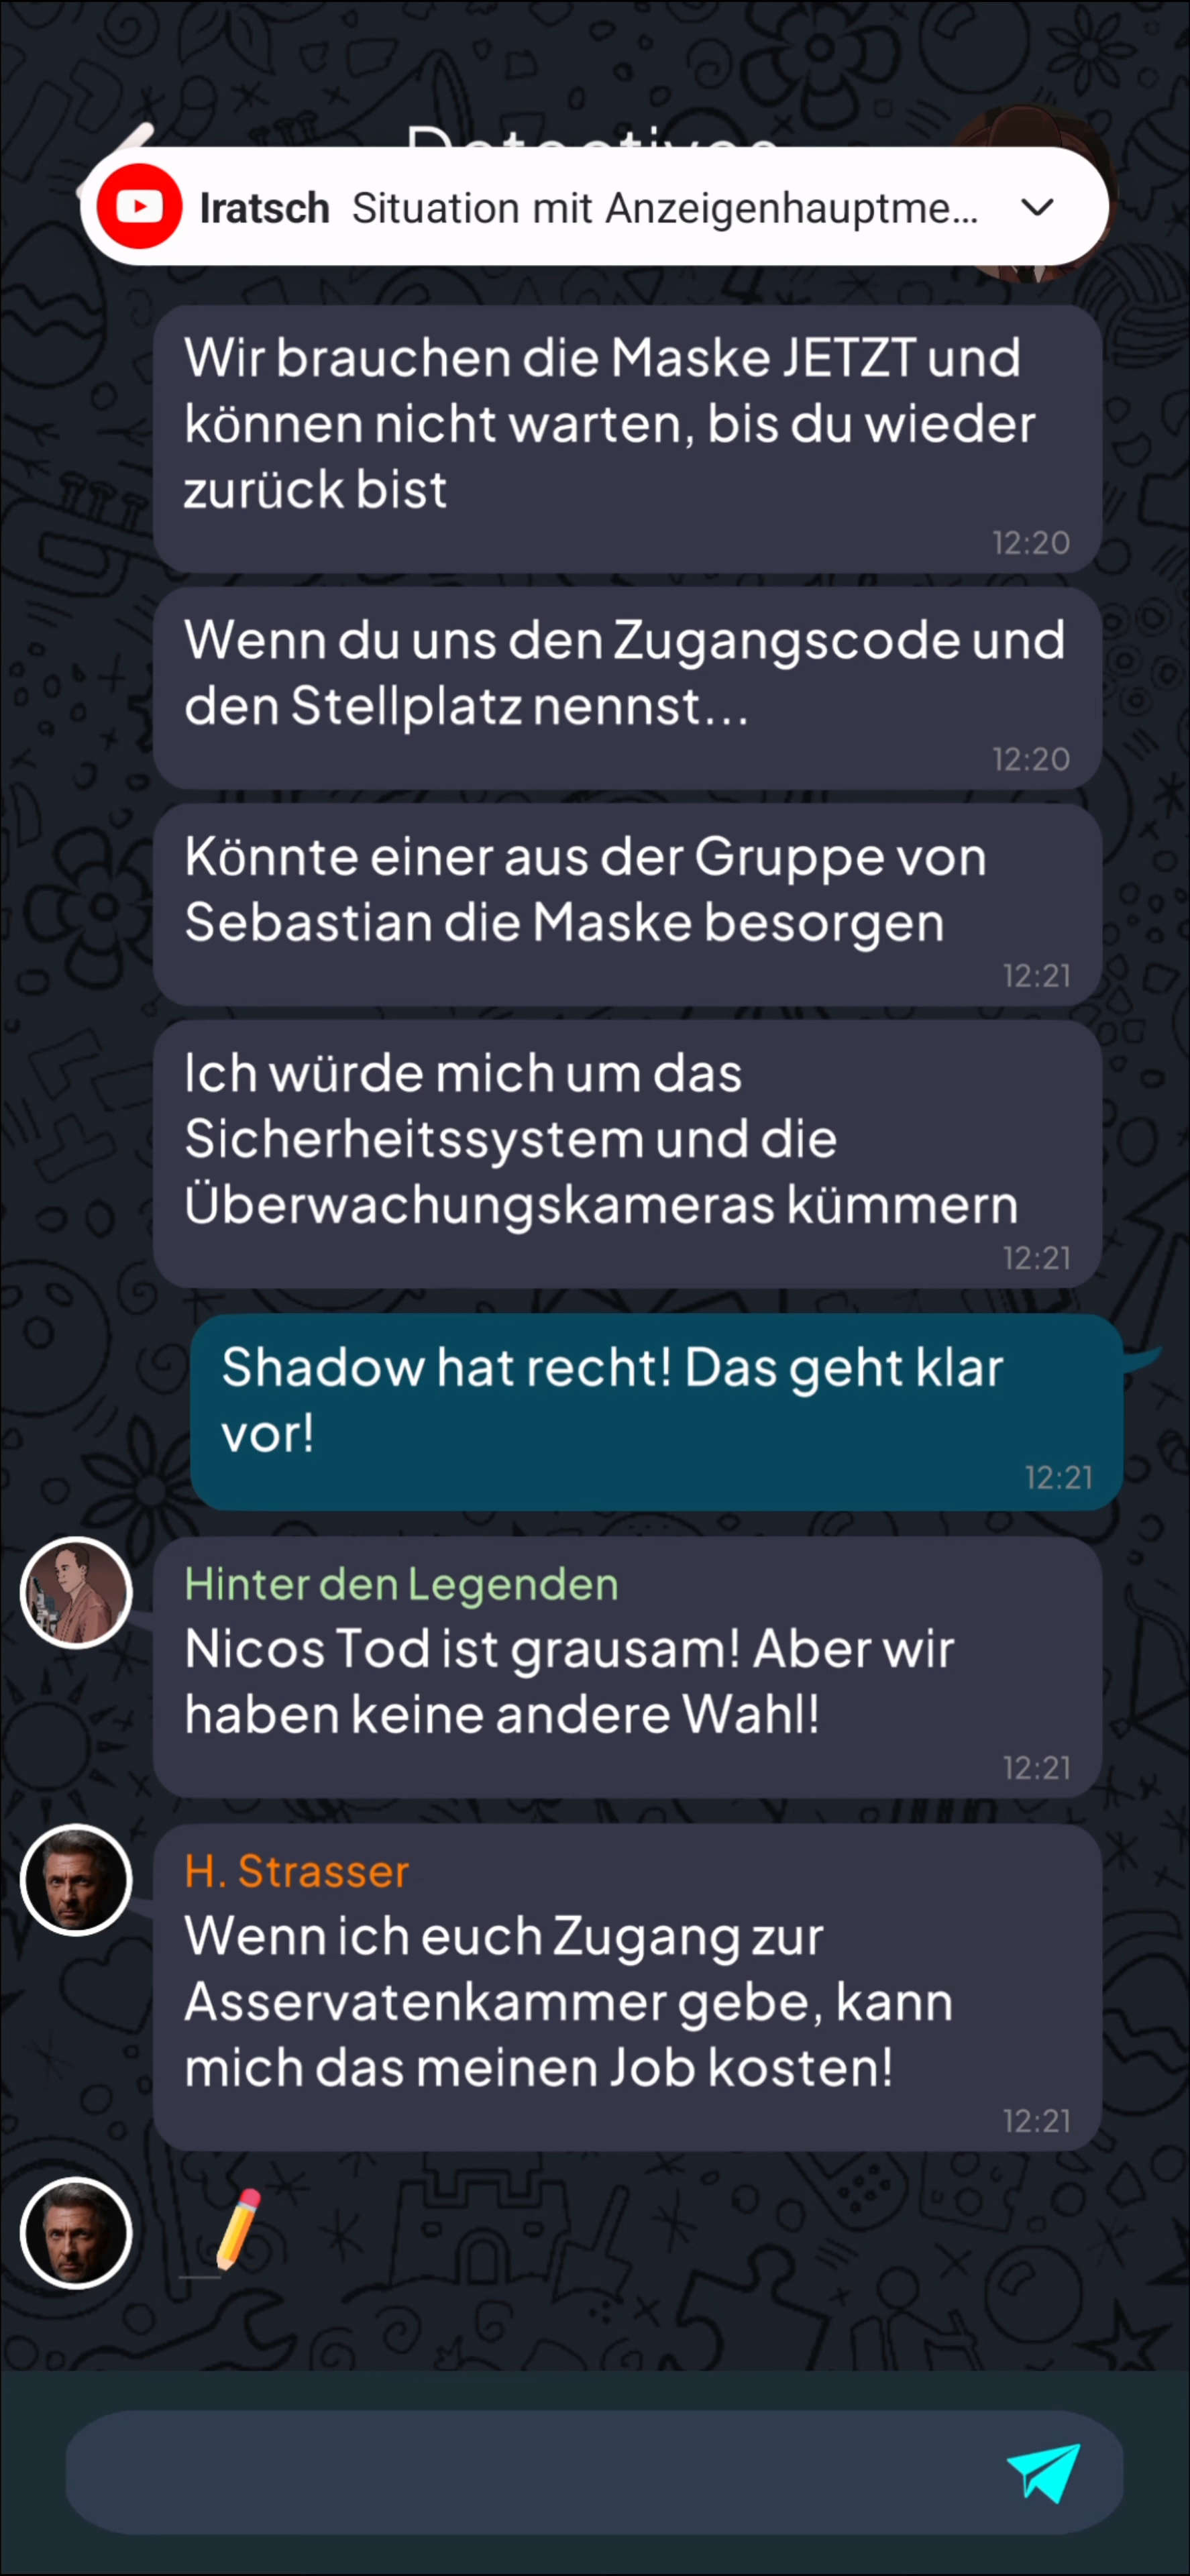 Iratsch Situation mit Anzeigenhauptme...
Wir brauchen die Maske JETZT und
können nicht warten, bis du wieder
zurück bist
12:20
Wenn du uns den Zugangscode und
den Stellplatz nennst...
12:20
Könnte einer aus der Gruppe von
Sebastian die Maske besorgen
12:21
Ich würde mich um das
Sicherheitssystem und die
Überwachungskameras kümmern
12:21
Shadow hat recht! Das geht klar
vor!
12:21
Hinter den Legenden
Nicos Tod ist grausam! Aber wir
haben keine andere Wahl!
12:21
H. Strasser
Wenn ich euch Zugang zur
Asservatenkammer gebe, kann
mich das meinen Job kosten!
12:21